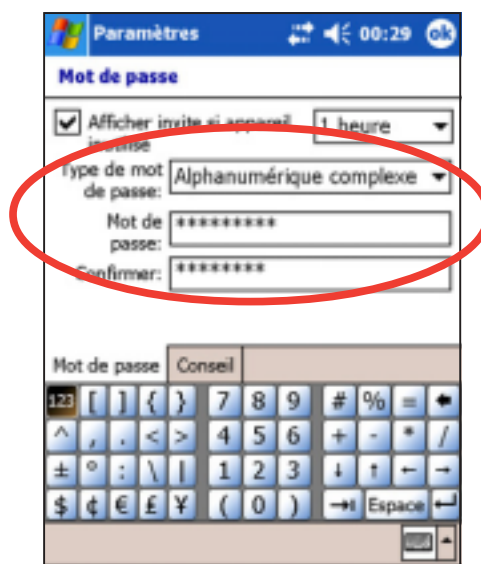 Paramètres 00:29 ok
Mot de passe
Afficher invite si appareil 1 heure
inutilisé
Type de mot Alphanumérique complexe
de passe:
Mot de *********
passe:
Confirmer: ********
Mot de passe Conseil
123 [ ] { } 7 8 9 # % =
^ , . < > 4 5 6 + - * /
± ° : \ | 1 2 3 ↓ ↑ ← →
$ ¢ € £ ¥ ( 0 ) Espace